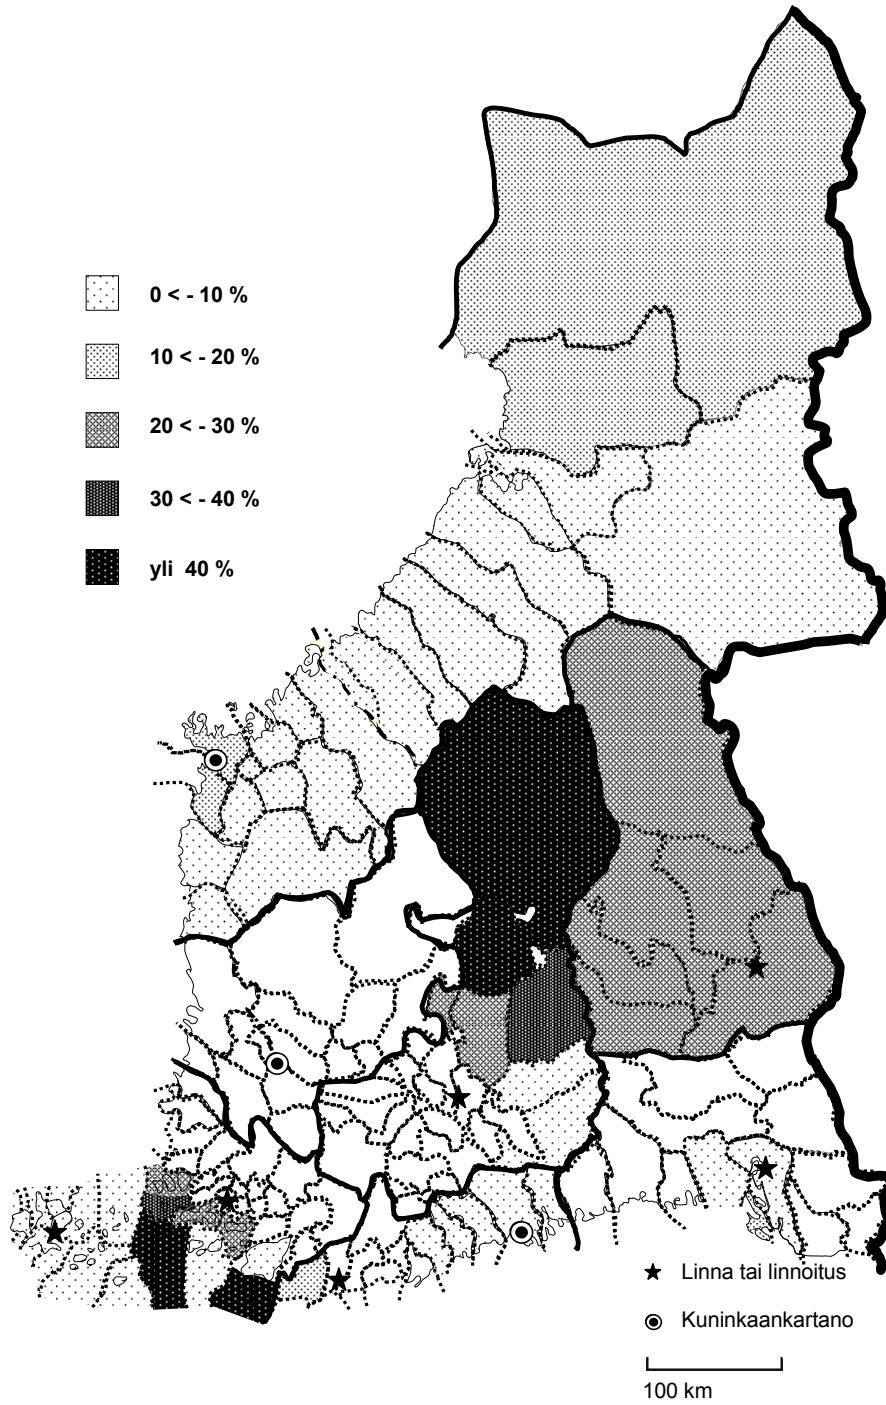 0 < - 10 %
10 < - 20 %
20 < - 30 %
30 < - 40 %
yli 40 %
Linna tai linnoitus
Kuninkaankartano
100 km